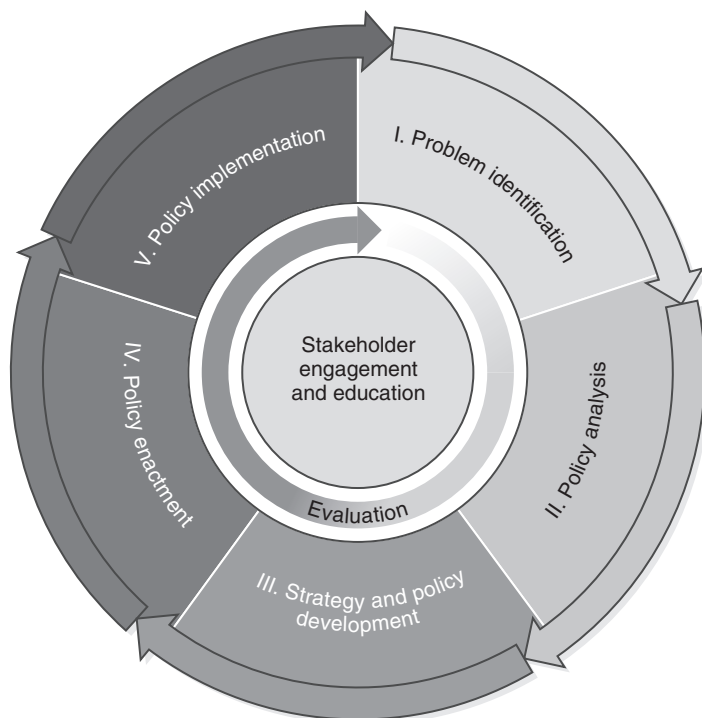 I. Problem identification
II. Policy analysis
III. Strategy and policy
development
IV. Policy enactment
V. Policy implementation
Stakeholder
engagement
and education
Evaluation